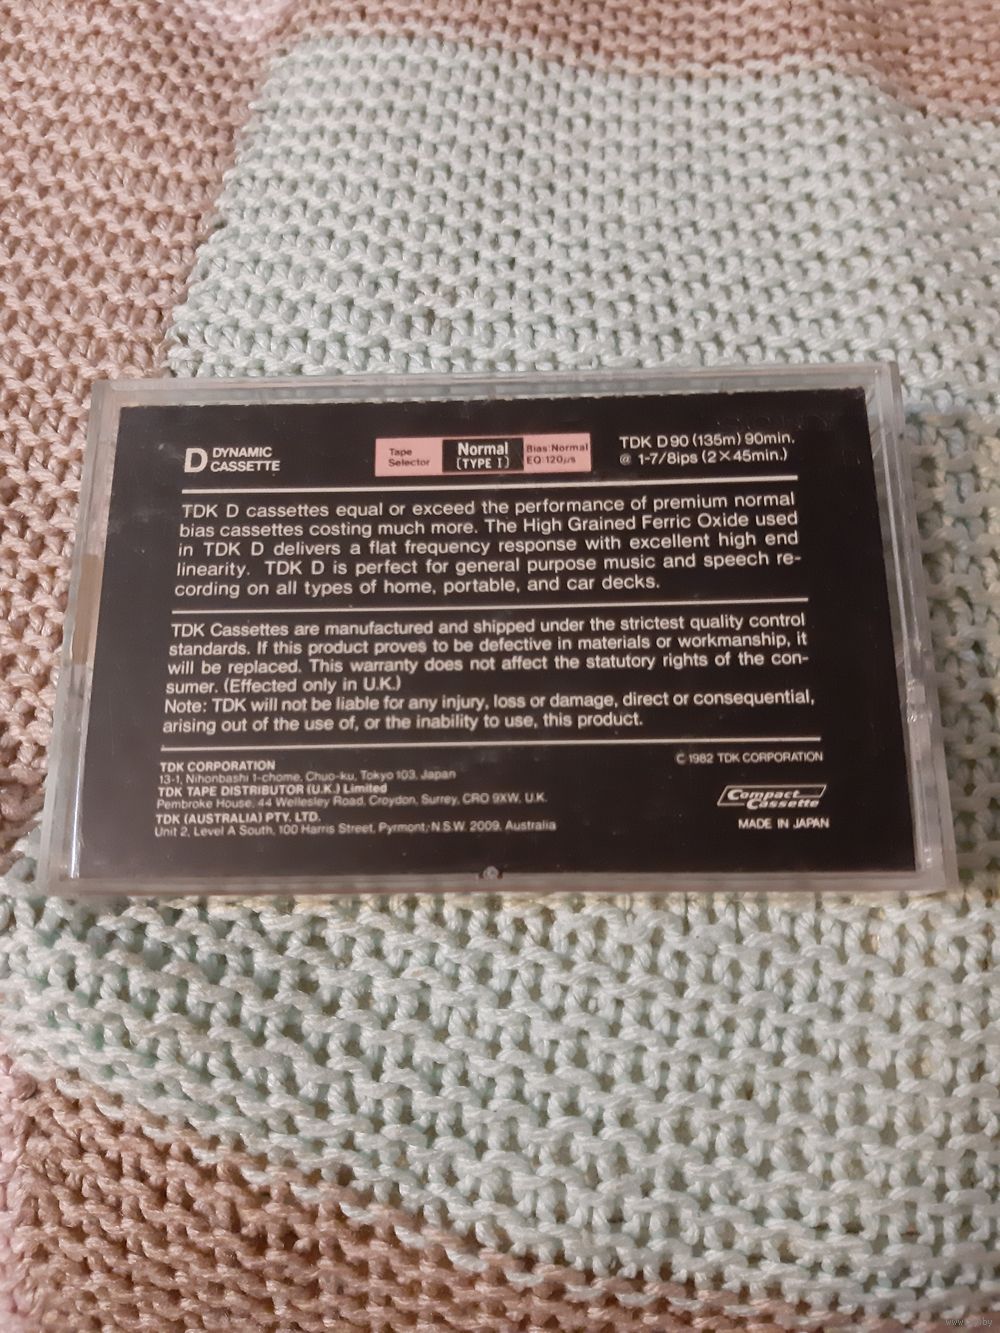 D DYNAMIC
CASSETTE
Tape
Selector
Normal
(TYPE I)
Bias:Normal
EQ:120μs
TDK D90 (135m) 90min.
@ 1-7/8ips (2×45min.)
TDK D cassettes equal or exceed the performance of premium normal
bias cassettes costing much more. The High Grained Ferric Oxide used
in TDK D delivers a flat frequency response with excellent high end
linearity. TDK D is perfect for general purpose music and speech re-
cording on all types of home, portable, and car decks.
TDK Cassettes are manufactured and shipped under the strictest quality control
standards. If this product proves to be defective in materials or workmanship, it
will be replaced. This warranty does not affect the statutory rights of the con-
sumer. (Effected only in U.K.)
Note: TDK will not be liable for any injury, loss or damage, direct or consequential,
arising out of the use of, or the inability to use, this product.
TDK CORPORATION
13-1, Nihonbashi 1-chome, Chuo-ku, Tokyo 103, Japan
TDK TAPE DISTRIBUTOR (U.K.) Limited
Pembroke House, 44 Wellesley Road, Croydon, Surrey, CRO 9XW, U.K.
TDK (AUSTRALIA) PTY. LTD.
Unit 2, Level A South, 100 Harris Street, Pyrmont, N.S.W. 2009, Australia
© 1982 TDK CORPORATION
Compact
Cassette
MADE IN JAPAN